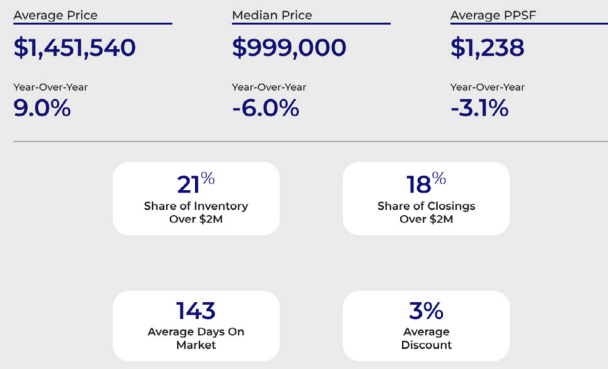 Average Price
Median Price
Average PPSF
$1,451,540
$999,000
$1,238
Year-Over-Year
Year-Over-Year
Year-Over-Year
9.0%
-6.0%
-3.1%
21%
18%
Share of Inventory
Share of Closings
Over $2M
Over $2M
143
3%
Average Days On
Average
Market
Discount